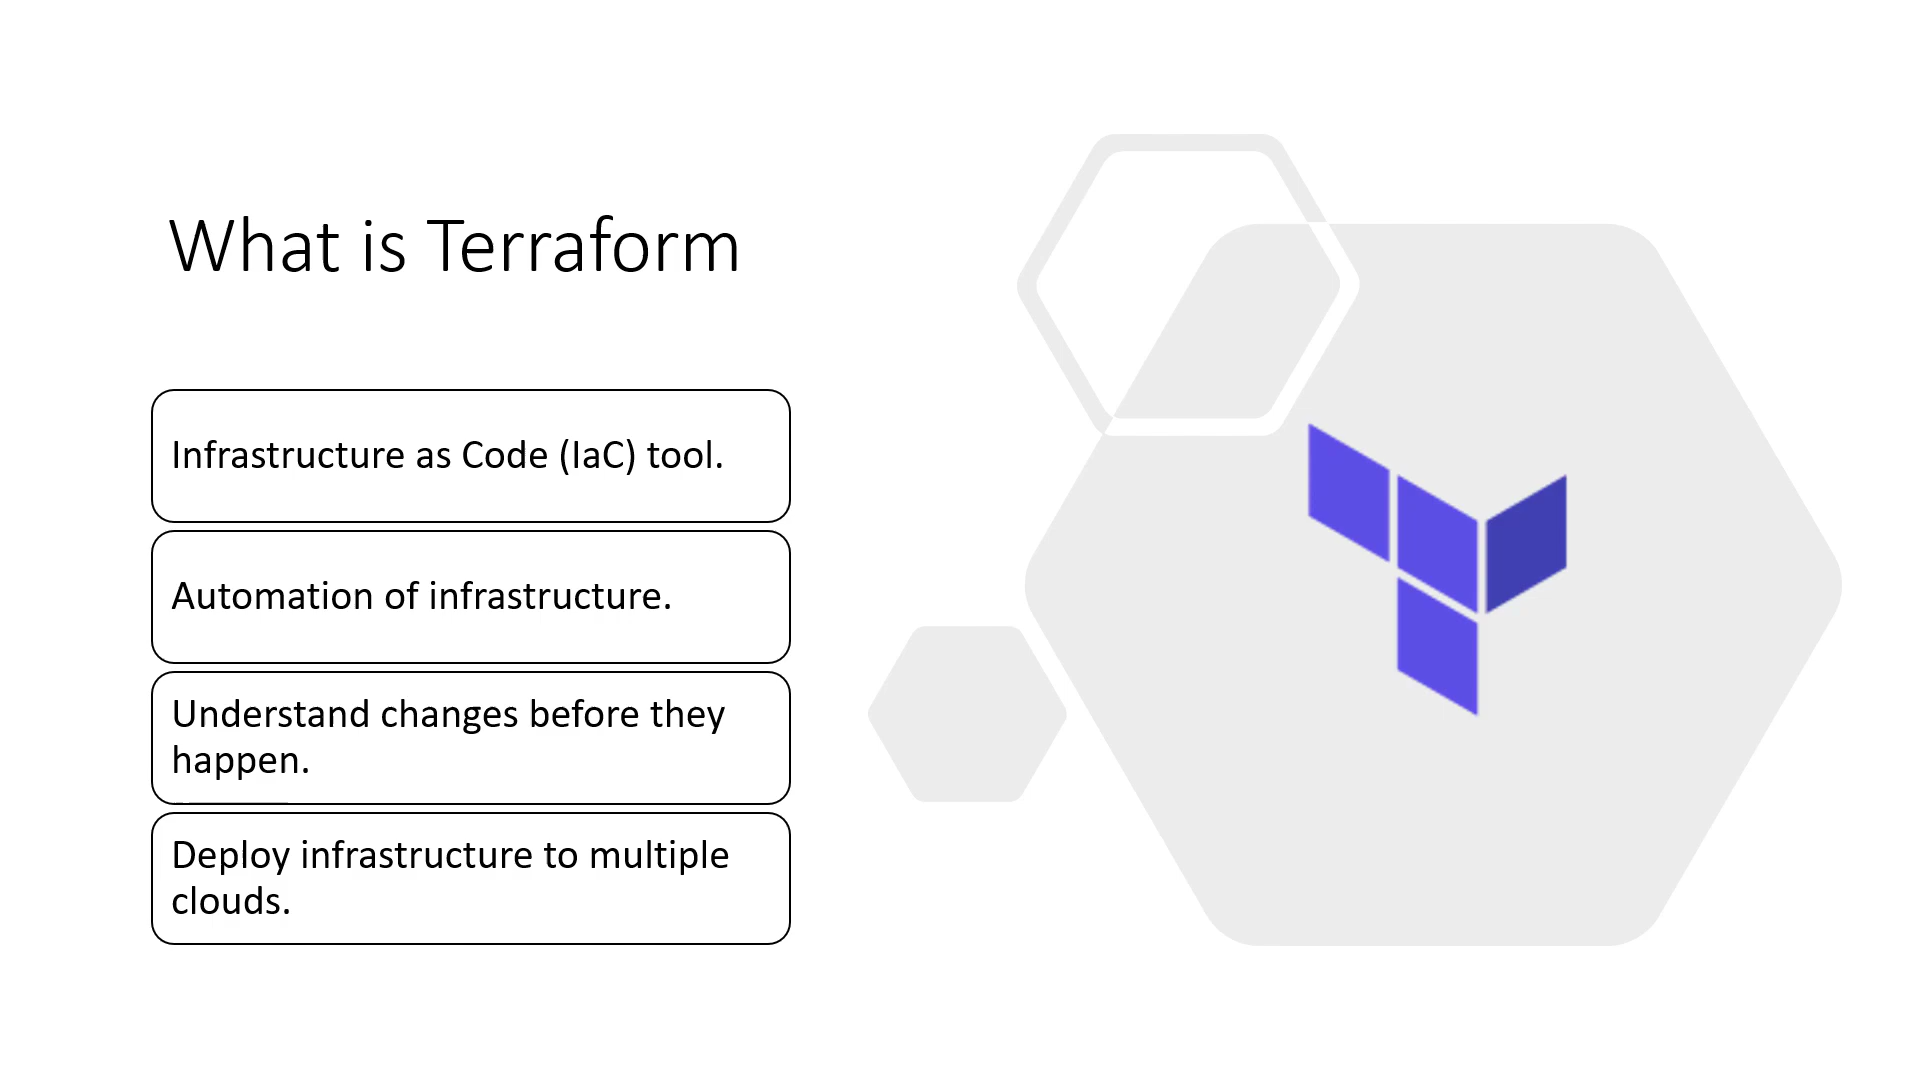 What is Terraform
Infrastructure as Code (IaC) tool.
Automation of infrastructure.
Understand changes before they
happen.
Deploy infrastructure to multiple
clouds.